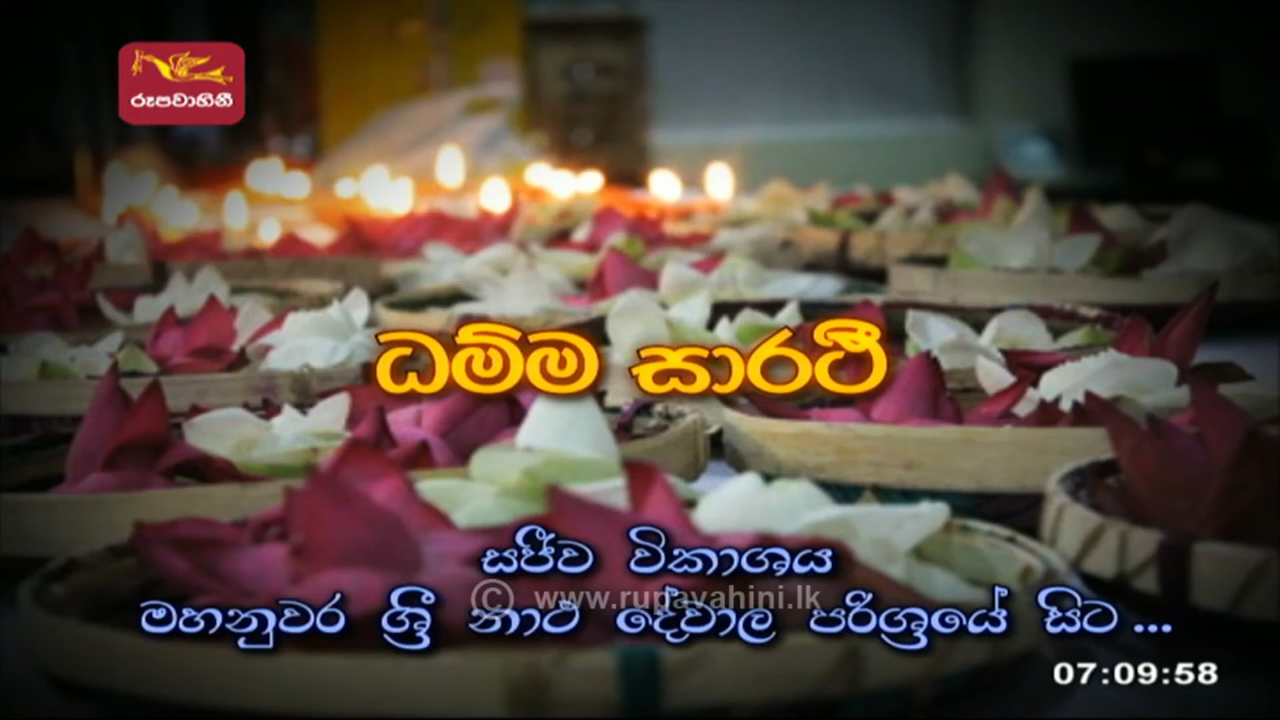 රූපවාහිනී
ධම්ම සාරථී
සජීව විකාශය
© www.rupavahini.lk
මහනුවර ශ්‍රී නාථ දේවාල පරිශ්‍රයේ සිට ...
07:09:58